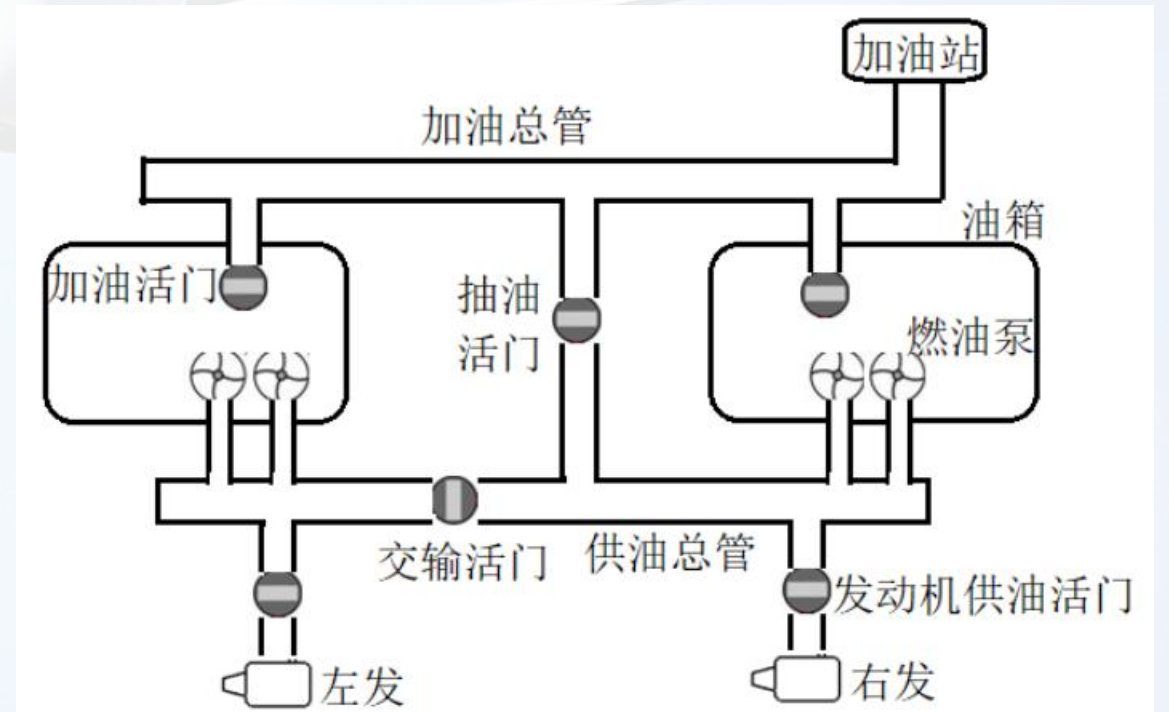 加油站
加油总管
油箱
加油活门
抽油
活门
燃油泵
交输活门
供油总管
发动机供油活门
左发
右发